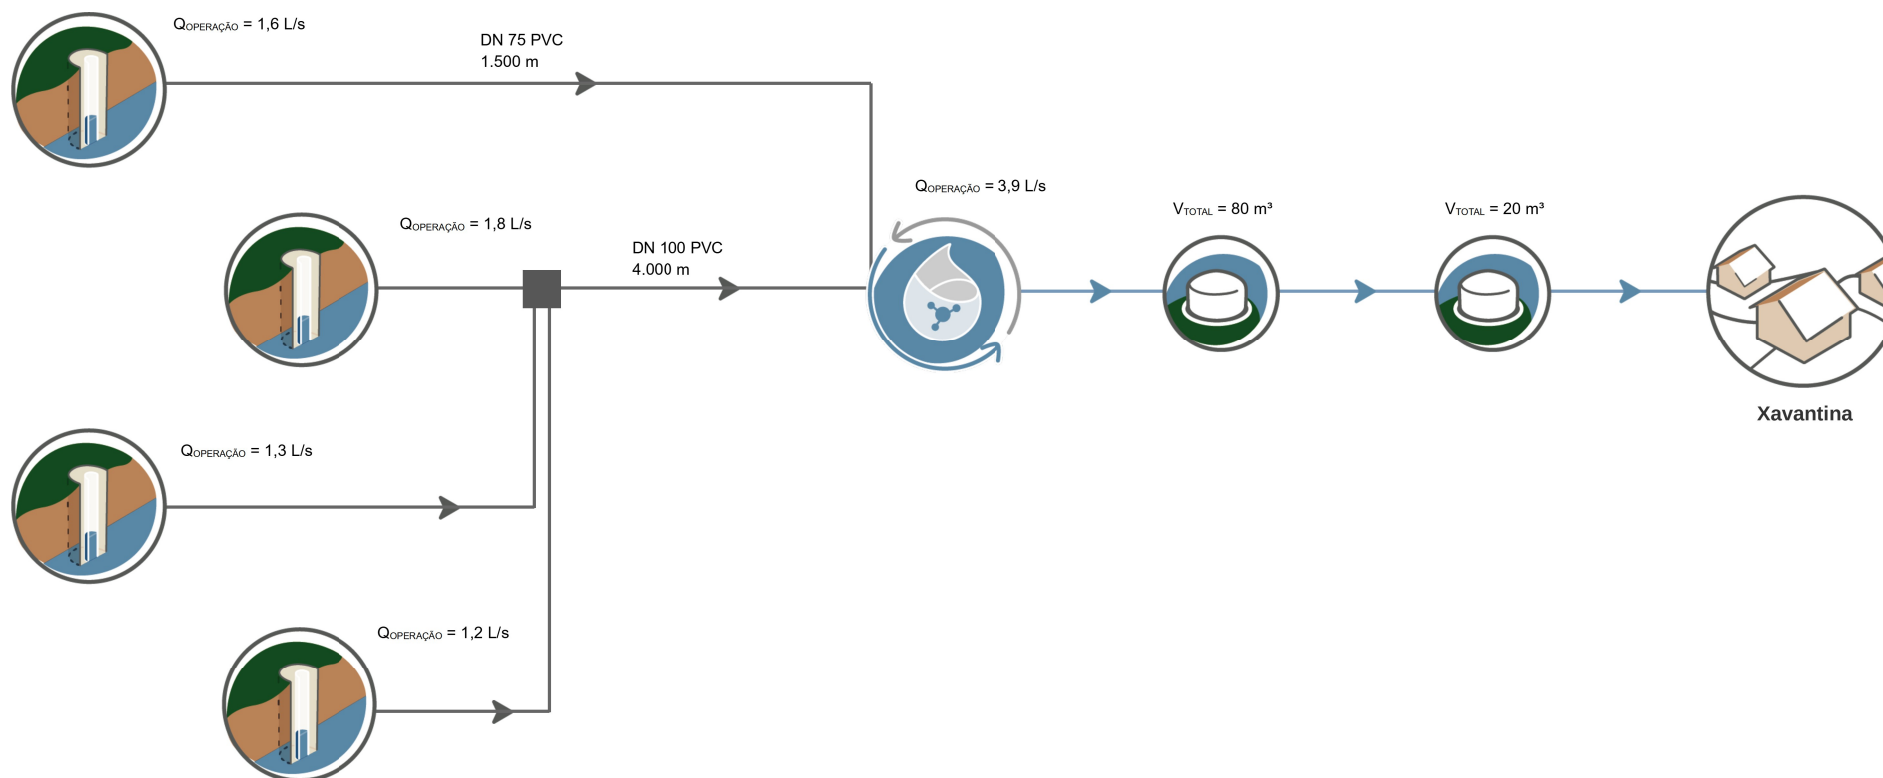 QOPERAÇÃO = 1,6 L/s
DN 75 PVC
1.500 m
QOPERAÇÃO = 1,8 L/s
DN 100 PVC
4.000 m
QOPERAÇÃO = 3,9 L/s
VTOTAL = 80 m³
VTOTAL = 20 m³
Xavantina
QOPERAÇÃO = 1,3 L/s
QOPERAÇÃO = 1,2 L/s